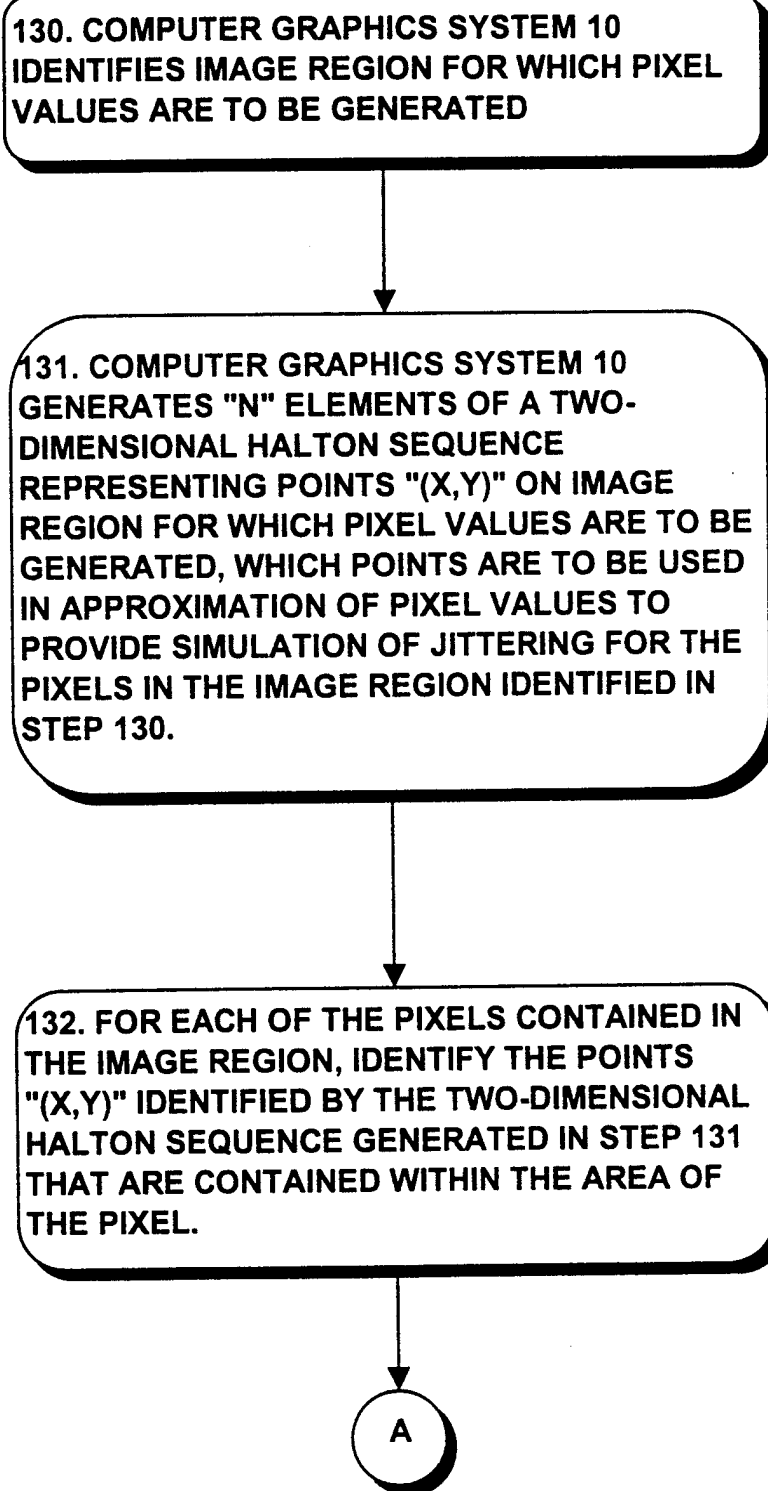 130. COMPUTER GRAPHICS SYSTEM 10
IDENTIFIES IMAGE REGION FOR WHICH PIXEL
VALUES ARE TO BE GENERATED
131. COMPUTER GRAPHICS SYSTEM 10
GENERATES "N" ELEMENTS OF A TWO-
DIMENSIONAL HALTON SEQUENCE
REPRESENTING POINTS "(X,Y)" ON IMAGE
REGION FOR WHICH PIXEL VALUES ARE TO BE
GENERATED, WHICH POINTS ARE TO BE USED
IN APPROXIMATION OF PIXEL VALUES TO
PROVIDE SIMULATION OF JITTERING FOR THE
PIXELS IN THE IMAGE REGION IDENTIFIED IN
STEP 130.
132. FOR EACH OF THE PIXELS CONTAINED IN
THE IMAGE REGION, IDENTIFY THE POINTS
"(X,Y)" IDENTIFIED BY THE TWO-DIMENSIONAL
HALTON SEQUENCE GENERATED IN STEP 131
THAT ARE CONTAINED WITHIN THE AREA OF
THE PIXEL.
A